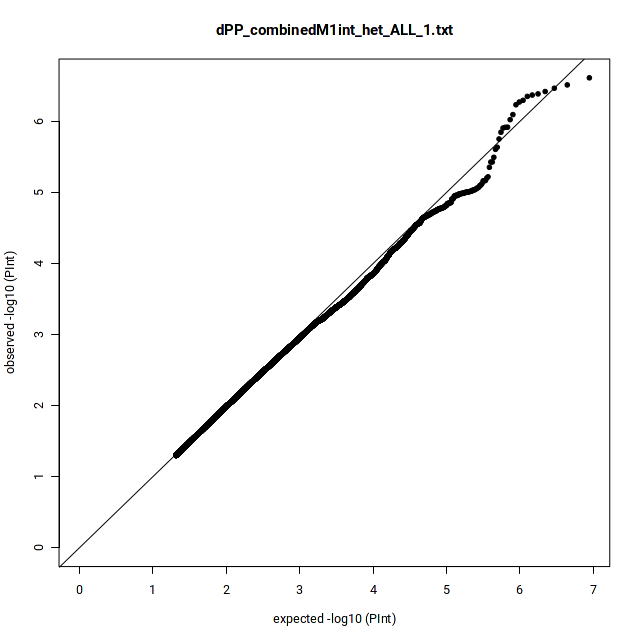 dPP_combinedM1int_het_ALL_1.txt
observed -log10 (PInt)
6
5
4
3
2
1
0
0 1 2 3 4 5 6 7
expected -log10 (PInt)